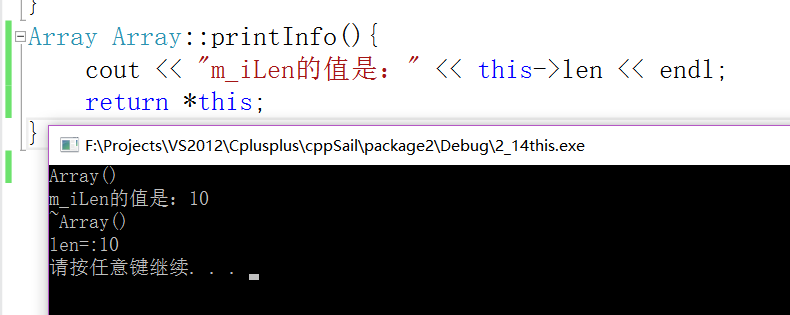 }
Array Array::printInfo(){
cout << "m_iLen的值是：" << this->len << endl;
return *this;
}
F:\Projects\VS2012\Cplusplus\cppSail\package2\Debug\2_14this.exe
Array()
m_iLen的值是：10
~Array()
len=:10
请按任意键继续. . .